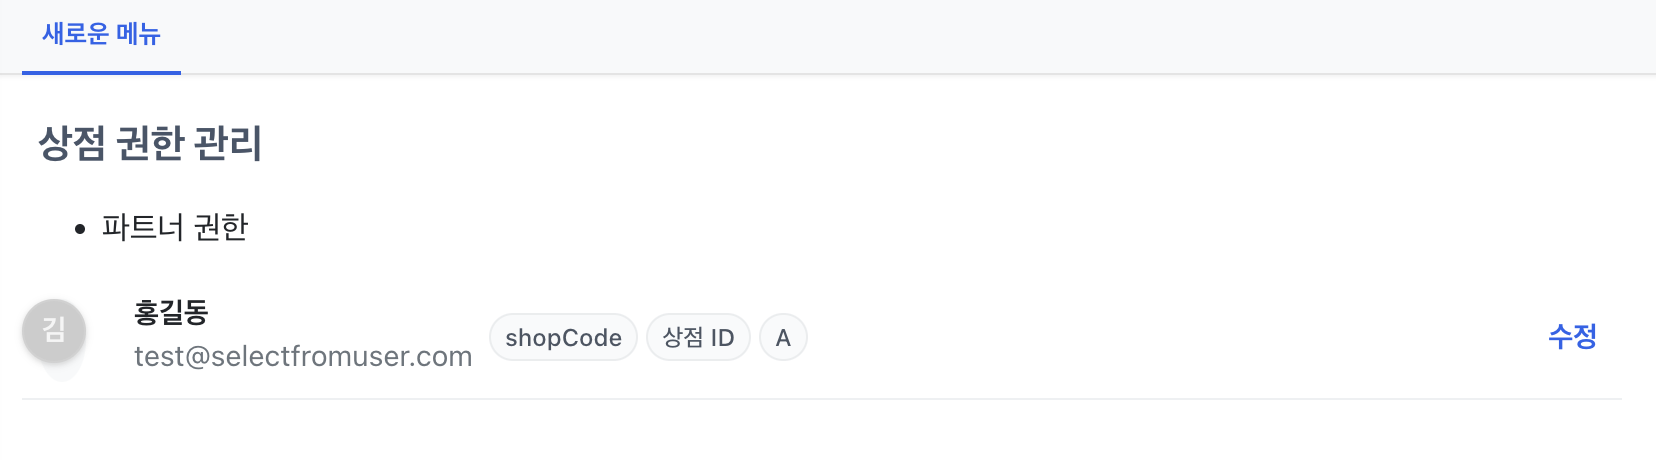 새로운 메뉴
상점 권한 관리
• 파트너 권한
김
홍길동
test@selectfromuser.com
shopCode 상점 ID A
수정